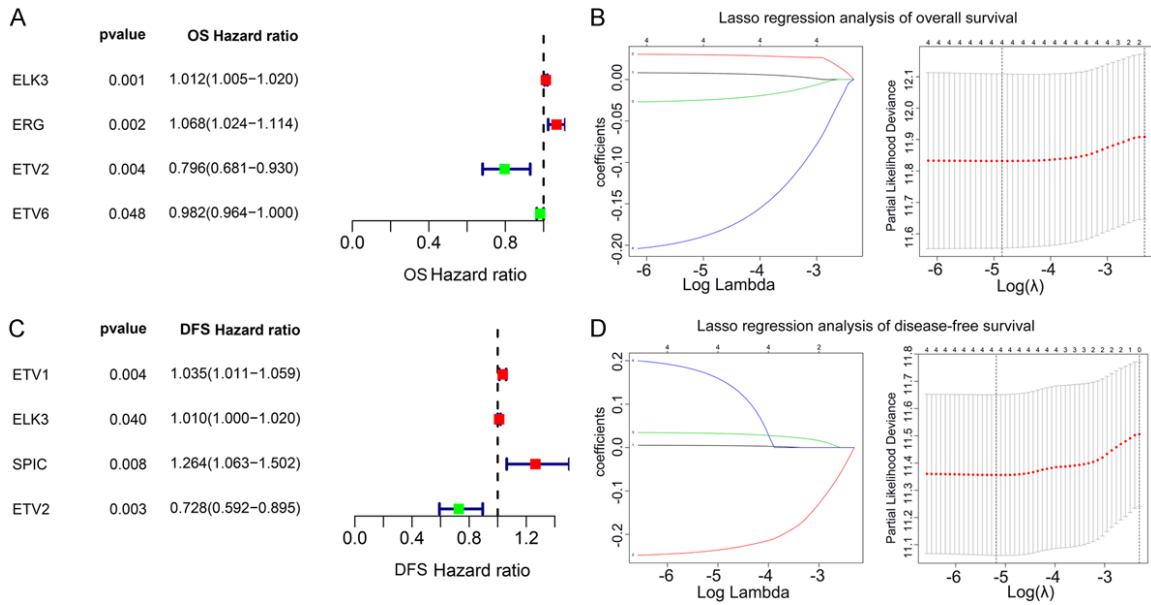 A
pvalue OS Hazard ratio
ELK3 0.001 1.012(1.005−1.020)
ERG 0.002 1.068(1.024−1.114)
ETV2 0.004 0.796(0.681−0.930)
ETV6 0.048 0.982(0.964−1.000)
0.0 0.4 0.8
OS Hazard ratio
B
Lasso regression analysis of overall survival
4 4 4 4
coefficients
0.00
-0.05
-0.10
-0.15
-0.20
-6 -5 -4 -3
Log Lambda
Partial Likelihood Deviance
12.1
12.0
11.9
11.8
11.7
11.6
-6 -5 -4 -3
Log(λ)
C
pvalue DFS Hazard ratio
ETV1 0.004 1.035(1.011−1.059)
ELK3 0.040 1.010(1.000−1.020)
SPIC 0.008 1.264(1.063−1.502)
ETV2 0.003 0.728(0.592−0.895)
0.0 0.4 0.8 1.2
DFS Hazard ratio
D
Lasso regression analysis of disease-free survival
4 4 3 2
coefficients
0.2
0.1
0.0
-0.1
-0.2
-6 -5 -4 -3
Log Lambda
Partial Likelihood Deviance
11.8
11.7
11.6
11.5
11.4
11.3
11.2
11.1
-6 -5 -4 -3
Log(λ)